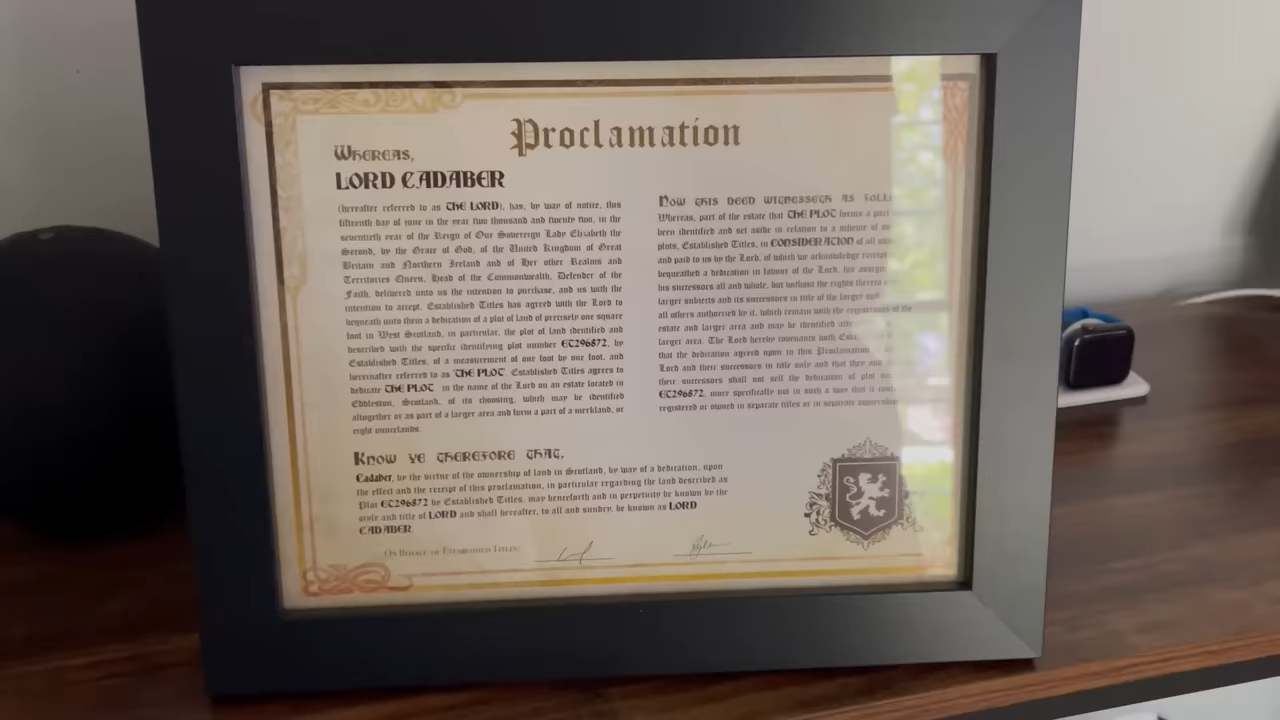 Proclamation
Whereas,
LORD CADABER
(hereafter referred to as THE LORD), has, by way of notice, this
fifteenth day of June in the year two thousand and twenty two, in the
seventieth year of the Reign of Our Sovereign Lady Elizabeth the
Second, by the Grace of God, of the United Kingdom of Great
Britain and Northern Ireland and of Her other Realms and
Territories Queen, Head of the Commonwealth, Defender of the
Faith, delivered unto us the intention to purchase, and us with the
intention to accept, Established Titles has agreed with the Lord to
bequeath unto them a dedication of a plot of land of precisely one square
foot in West Scotland, in particular, the plot of land identified and
described with the specific identifying plot number EC296872, by
Established Titles, of a measurement of one foot by one foot, and
hereinafter referred to as THE PLOT. Established Titles agrees to
dedicate THE PLOT in the name of the Lord on an estate located in
Eddleston, Scotland, of its choosing, which may be identified
altogether or as part of a larger area and form a part of a merkland, or
eight ouncelands.
Now this deed witnesseth as
Whereas, part of the estate that THE PLOT forms a part
been identified and set aside in relation to a scheme of
plots, Established Titles, in CONSIDERATION of all
and paid to us by the Lord, of which we acknowledge receipt
bequeathed a dedication in favour of the Lord, his
his successors all and whole, but without the rights thereto
larger subjects and its successors in title of the larger
all others authorized by it, which remain with the registrants of the
estate and larger area and may be identified
larger area. The Lord hereby covenants with
that the dedication agreed upon in this Proclamation
Lord and their successors in title only and that they
their successors shall not sell the dedication of plot
EC296872, more specifically not in such a way that it
registered or owned in separate titles or in separate
Know ye therefore that,
Cadaber, by the virtue of the ownership of land in Scotland, by way of a dedication, upon
the effect and the receipt of this proclamation, in particular regarding the land described as
Plot EC296872 by Established Titles, may henceforth and in perpetuity be known by the
style and title of LORD and shall hereafter, to all and sundry, be known as LORD
CADABER
On Behalf of Established Titles: